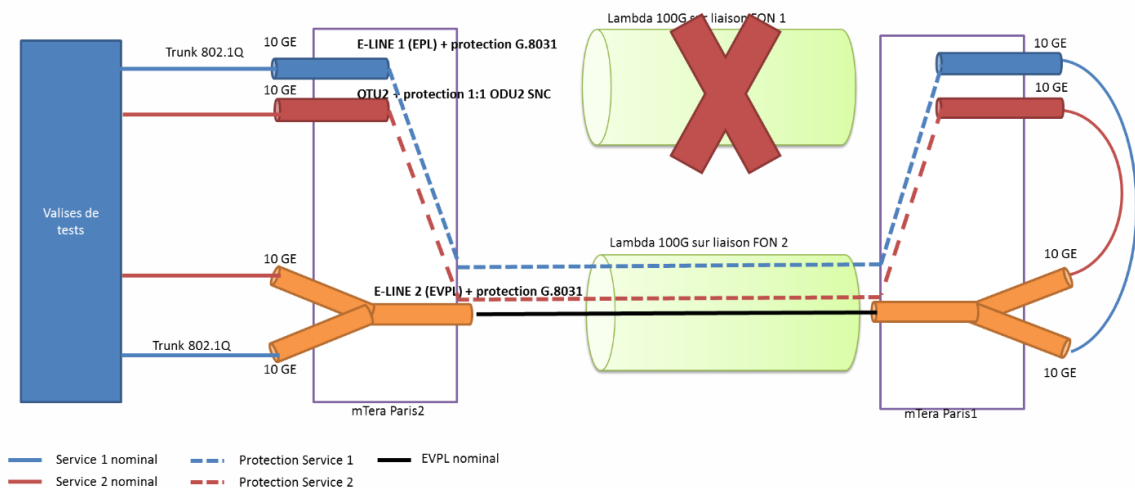 Lambda 100G sur liaison FON 1
10 GE
E-LINE 1 (EPL) + protection G.8031
10 GE
Trunk 802.1Q
10 GE
OTU2 + protection 1:1 ODU2 SNC
10 GE
Valises de
tests
Lambda 100G sur liaison FON 2
10 GE
10 GE
E-LINE 2 (EVPL) + protection G.8031
Trunk 802.1Q
10 GE
10 GE
mTera Paris2
mTera Paris1
Service 1 nominal
Protection Service 1
EVPL nominal
Service 2 nominal
Protection Service 2